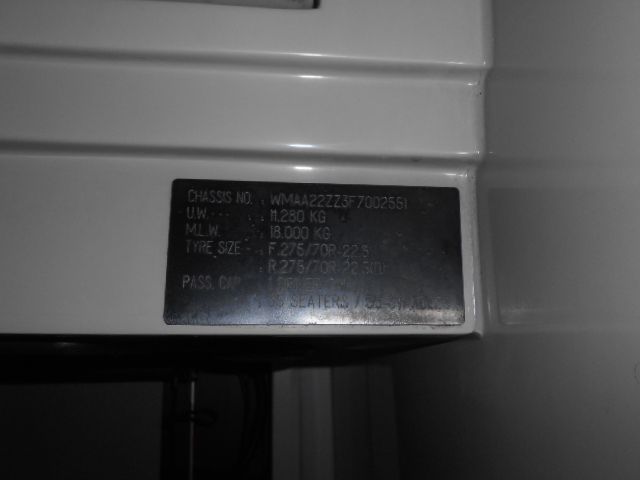 CHASSIS NO. : WMAA22ZZ3F7002551
U.W. : 11.280 KG
M.L.W. : 18.000 KG
TYRE SIZE : F.275/70R-22.5
: R.275/70R-22.5(T)
PASS. CAP.
SEATERS /